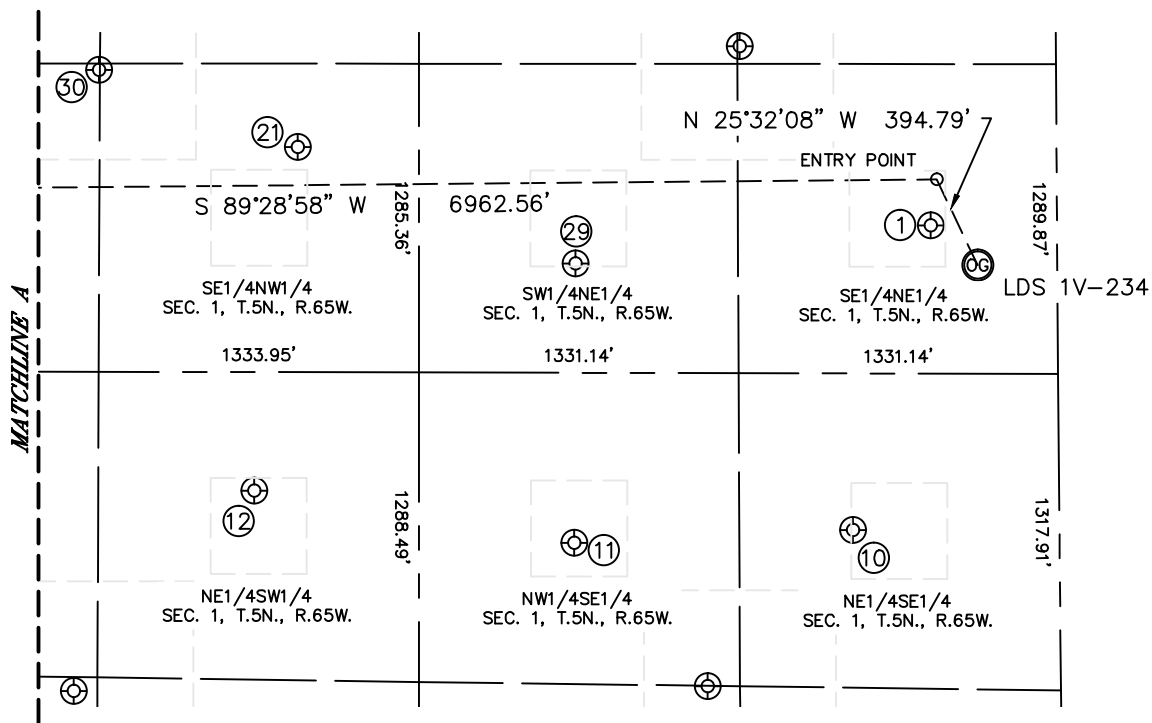 30
21
N 25°32'08" W 394.79'
ENTRY POINT
S 89°28'58" W 6962.56'
1285.36'
1289.87'
29
1
OG
LDS 1V-234
SE1/4NW1/4
SEC. 1, T.5N., R.65W.
SW1/4NE1/4
SEC. 1, T.5N., R.65W.
SE1/4NE1/4
SEC. 1, T.5N., R.65W.
MATCHLINE A
1333.95'
1331.14'
1331.14'
12
1288.49'
11
10
1317.91'
NE1/4SW1/4
SEC. 1, T.5N., R.65W.
NW1/4SE1/4
SEC. 1, T.5N., R.65W.
NE1/4SE1/4
SEC. 1, T.5N., R.65W.